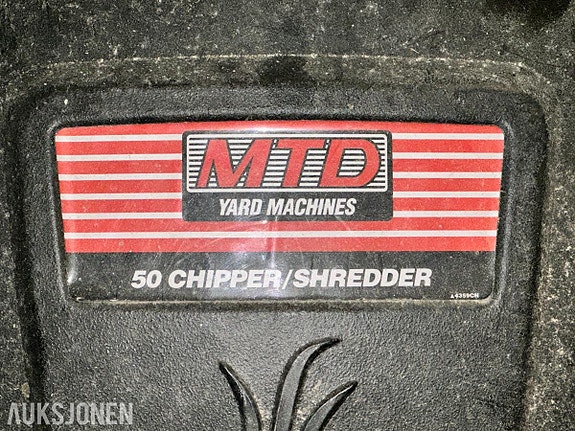 MTD
YARD MACHINES
50 CHIPPER/SHREDDER
AUKSJONEN